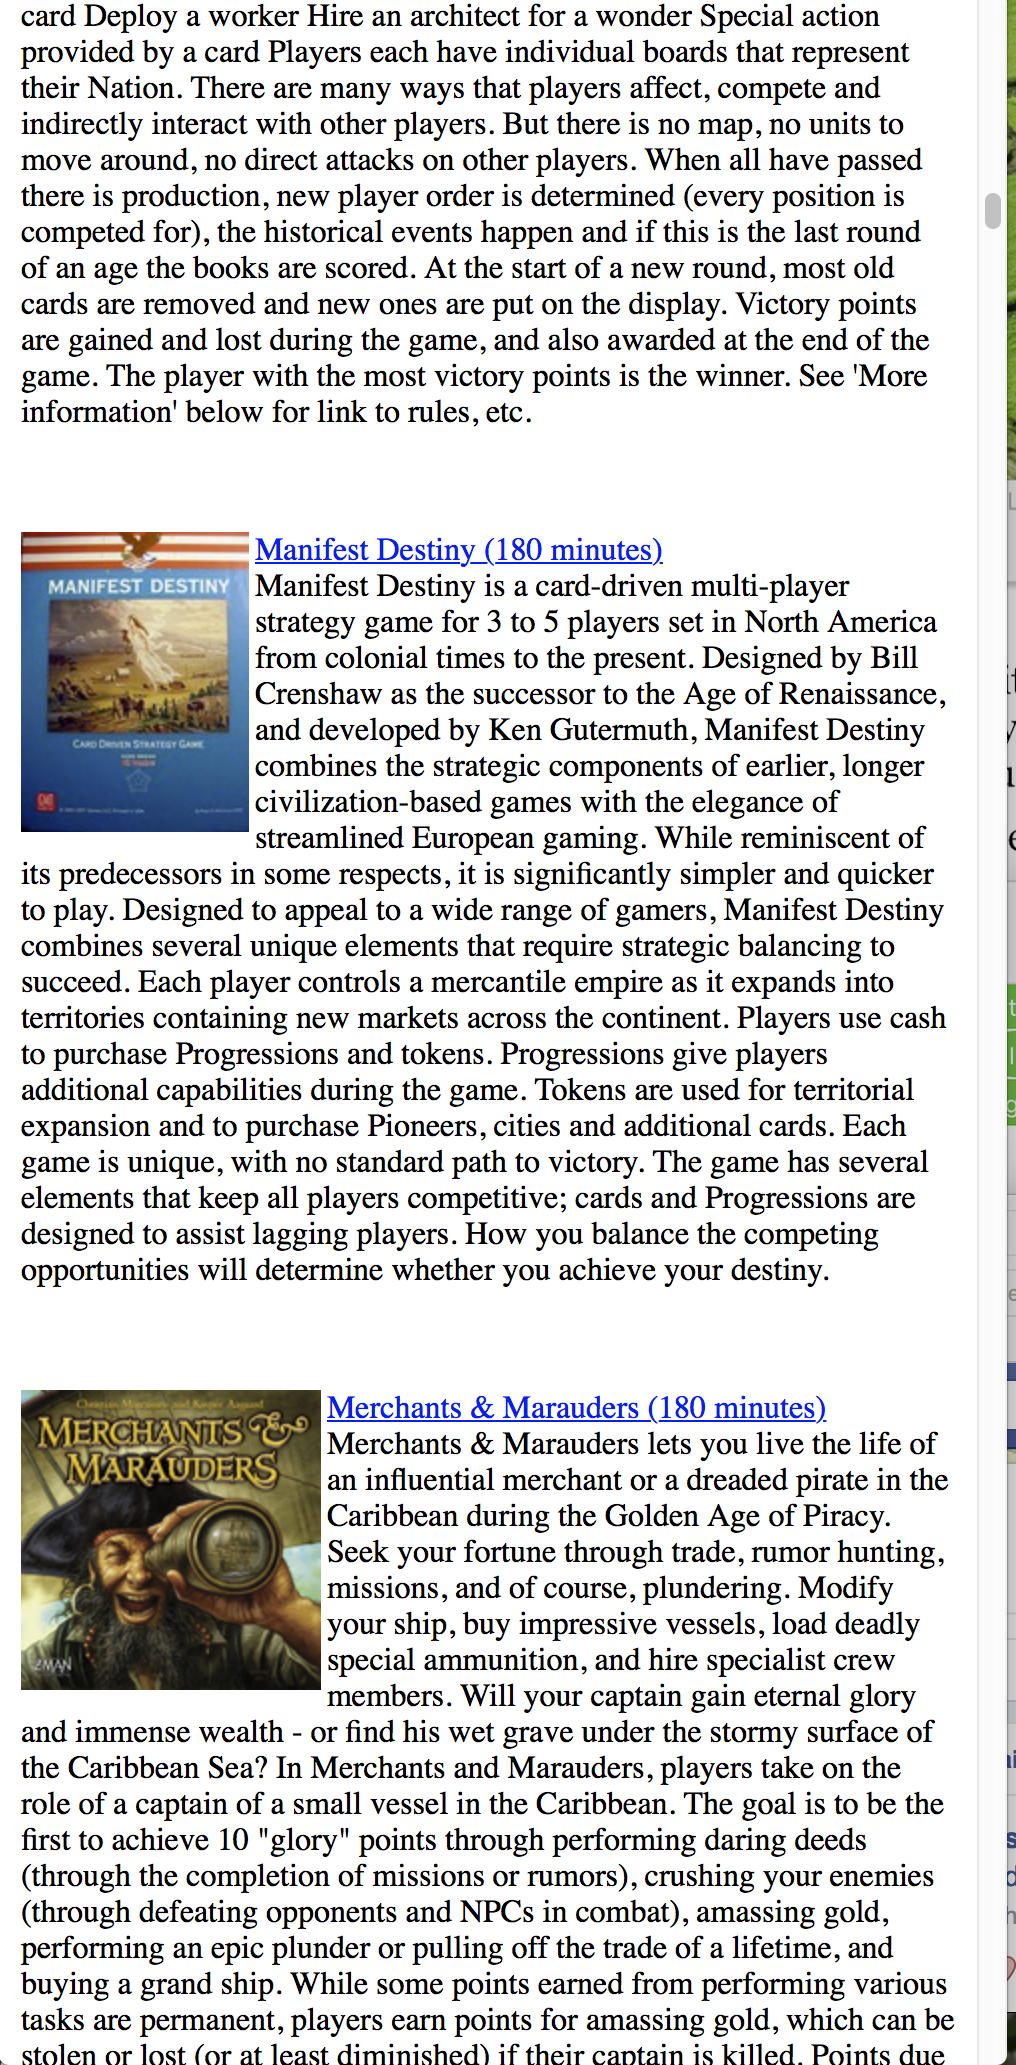 card Deploy a worker Hire an architect for a wonder Special action
provided by a card Players each have individual boards that represent
their Nation. There are many ways that players affect, compete and
indirectly interact with other players. But there is no map, no units to
move around, no direct attacks on other players. When all have passed
there is production, new player order is determined (every position is
competed for), the historical events happen and if this is the last round
of an age the books are scored. At the start of a new round, most old
cards are removed and new ones are put on the display. Victory points
are gained and lost during the game, and also awarded at the end of the
game. The player with the most victory points is the winner. See 'More
information' below for link to rules, etc.
MANIFEST DESTINY
CARD DRIVEN STRATEGY GAME
Manifest Destiny (180 minutes)
Manifest Destiny is a card-driven multi-player
strategy game for 3 to 5 players set in North America
from colonial times to the present. Designed by Bill
Crenshaw as the successor to the Age of Renaissance,
and developed by Ken Gutermuth, Manifest Destiny
combines the strategic components of earlier, longer
civilization-based games with the elegance of
streamlined European gaming. While reminiscent of
its predecessors in some respects, it is significantly simpler and quicker
to play. Designed to appeal to a wide range of gamers, Manifest Destiny
combines several unique elements that require strategic balancing to
succeed. Each player controls a mercantile empire as it expands into
territories containing new markets across the continent. Players use cash
to purchase Progressions and tokens. Progressions give players
additional capabilities during the game. Tokens are used for territorial
expansion and to purchase Pioneers, cities and additional cards. Each
game is unique, with no standard path to victory. The game has several
elements that keep all players competitive; cards and Progressions are
designed to assist lagging players. How you balance the competing
opportunities will determine whether you achieve your destiny.
MERCHANTS &
MARAUDERS
Z-MAN
Merchants & Marauders (180 minutes)
Merchants & Marauders lets you live the life of
an influential merchant or a dreaded pirate in the
Caribbean during the Golden Age of Piracy.
Seek your fortune through trade, rumor hunting,
missions, and of course, plundering. Modify
your ship, buy impressive vessels, load deadly
special ammunition, and hire specialist crew
members. Will your captain gain eternal glory
and immense wealth - or find his wet grave under the stormy surface of
the Caribbean Sea? In Merchants and Marauders, players take on the
role of a captain of a small vessel in the Caribbean. The goal is to be the
first to achieve 10 "glory" points through performing daring deeds
(through the completion of missions or rumors), crushing your enemies
(through defeating opponents and NPCs in combat), amassing gold,
performing an epic plunder or pulling off the trade of a lifetime, and
buying a grand ship. While some points earned from performing various
tasks are permanent, players earn points for amassing gold, which can be
stolen or lost (or at least diminished) if their captain is killed. Points due